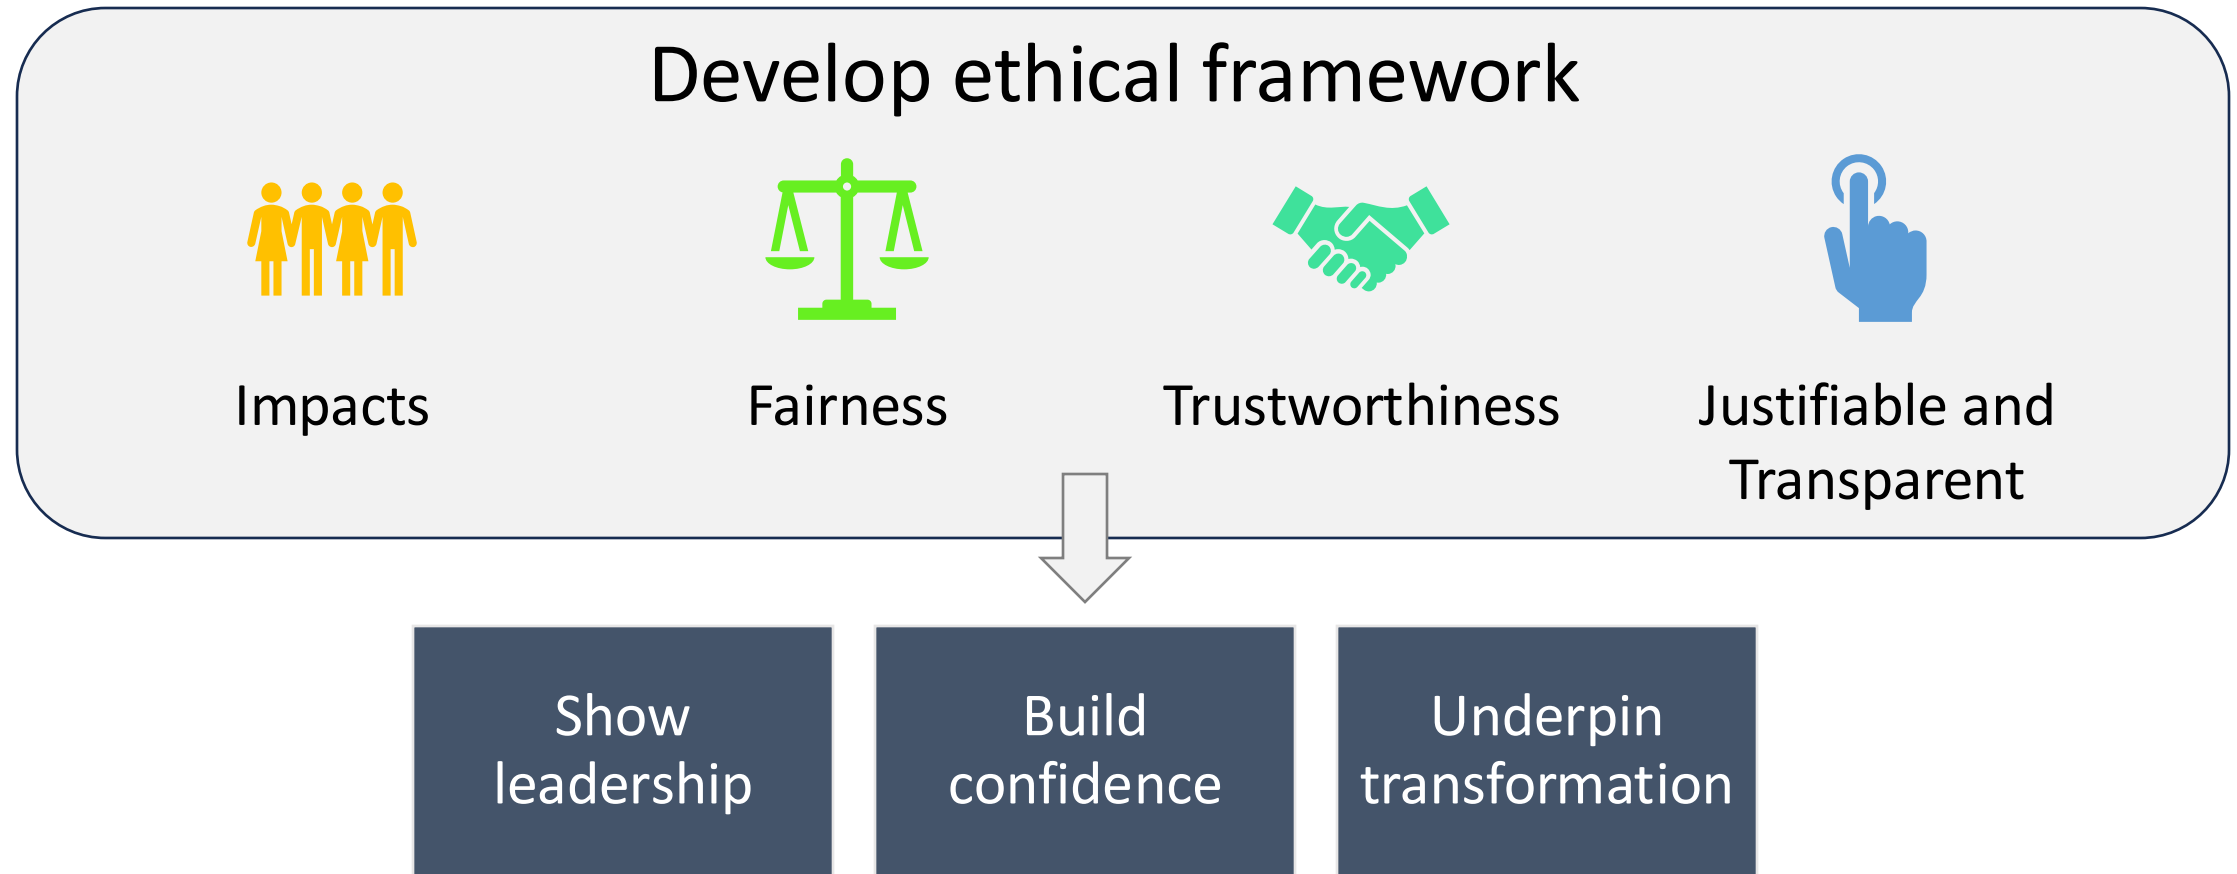 Develop ethical framework
Impacts
Fairness
Trustworthiness
Justifiable and
Transparent
Show
leadership
Build
confidence
Underpin
transformation